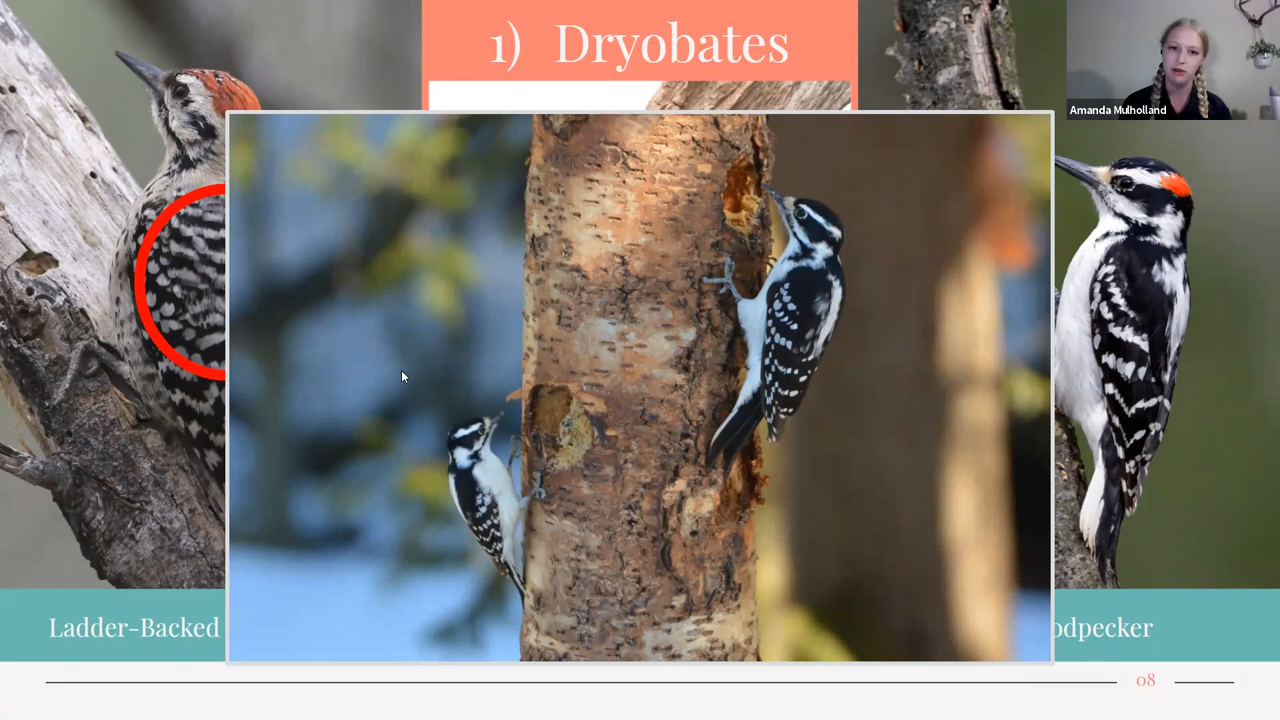 1) Dryobates
Amanda Mulholland
Ladder-Backed
odpecker
08